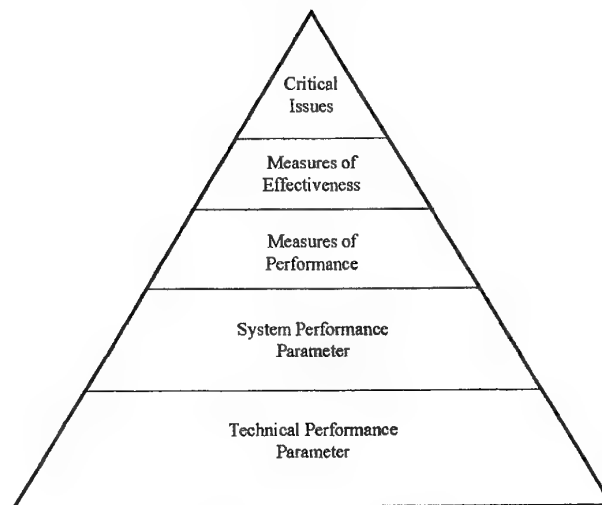 Critical
Issues
Measures of
Effectiveness
Measures of
Performance
System Performance
Parameter
Technical Performance
Parameter